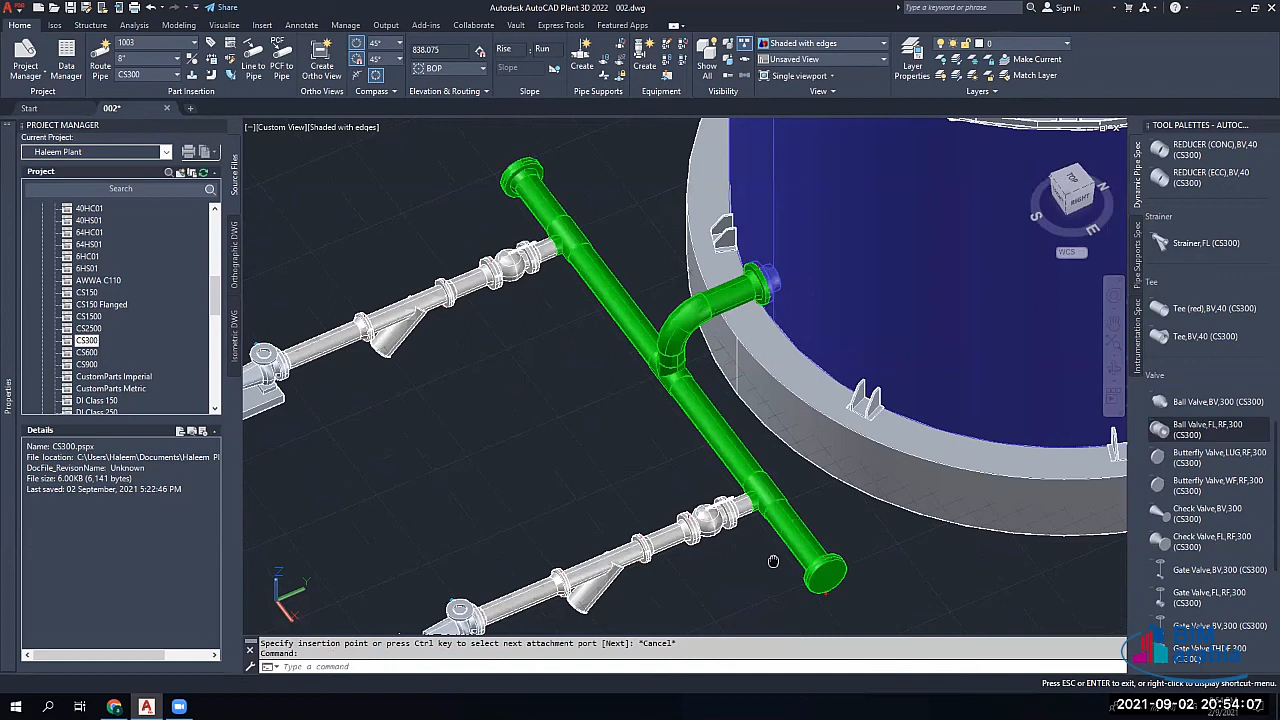 Autodesk AutoCAD Plant 3D 2022   002.dwg
Share
Type a keyword or phrase
Sign In
Home
Iso
Structure
Analysis
Modeling
Visualize
Insert
Annotate
Manage
Output
Add-ins
Collaborate
Vault
Express Tools
Featured Apps
Project Manager
Data Manager
Project
Route Pipe
1003
8"
CS300
Line to Pipe
PCF to Pipe
Part Insertion
Create Ortho View
Ortho Views
45°
45°
Compass
838.075
BOP
Elevation & Routing
Rise
Run
Slope
Slope
Create
Pipe Supports
Create
Equipment
Show All
Visibility
Shaded with edges
Unsaved View
Single viewport
View
Layer Properties
0
Make Current
Match Layer
Layers
Start
002*
PROJECT MANAGER
Current Project:
Haleem Plant
Project
Search
40HC01
40HS01
64HC01
64HS01
6HC01
6HS01
AWWA C110
CS150
CS150 Flanged
CS1500
CS2500
CS300
CS600
CS900
CustomParts Imperial
CustomParts Metric
DI Class 150
DI Class 250
Source Files
Orthographic DWG
Isometric DWG
Properties
Details
Name: CS300.pspx
File location: C:\Users\Haleem\Documents\Haleem Pl
DocFile_RevisonName: Unknown
File size: 6.00KB (6,141 bytes)
Last saved: 02 September, 2021 5:22:46 PM
[−][Custom View][Shaded with edges]
TOP
RIGHT
N
S
E
WCS
Z
Y
X
Specify insertion point or press Ctrl key to select next attachment port [Next]: *Cancel*
Command:
Type a command
TOOL PALETTES - AUTOC...
Dynamic Pipe Spec
Pipe Supports Spec
Instrumentation Spec
REDUCER (CONC),BV,40 (CS300)
REDUCER (ECC),BV,40 (CS300)
Strainer
Strainer,FL (CS300)
Tee
Tee (red),BV,40 (CS300)
Tee,BV,40 (CS300)
Valve
Ball Valve,BV,300 (CS300)
Ball Valve,FL,RF,300 (CS300)
Butterfly Valve,LUG,RF,300 (CS300)
Butterfly Valve,WF,RF,300 (CS300)
Check Valve,BV,300 (CS300)
Check Valve,FL,RF,300 (CS300)
Gate Valve,BV,300 (CS300)
Gate Valve,FL,RF,300 (CS300)
Press ESC or ENTER to exit, or right-click to display shortcut-menu.
2021-09-02 20:54:07